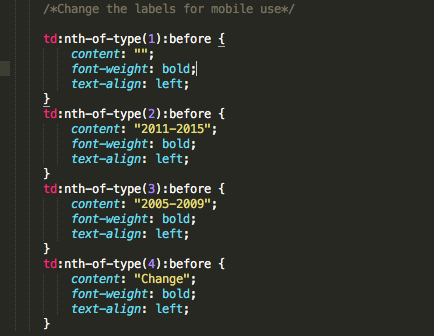 /*Change the labels for mobile use*/
td:nth-of-type(1):before {
content: "";
font-weight: bold;
text-align: left;
}
td:nth-of-type(2):before {
content: "2011-2015";
font-weight: bold;
text-align: left;
}
td:nth-of-type(3):before {
content: "2005-2009";
font-weight: bold;
text-align: left;
}
td:nth-of-type(4):before {
content: "Change";
font-weight: bold;
text-align: left;
}